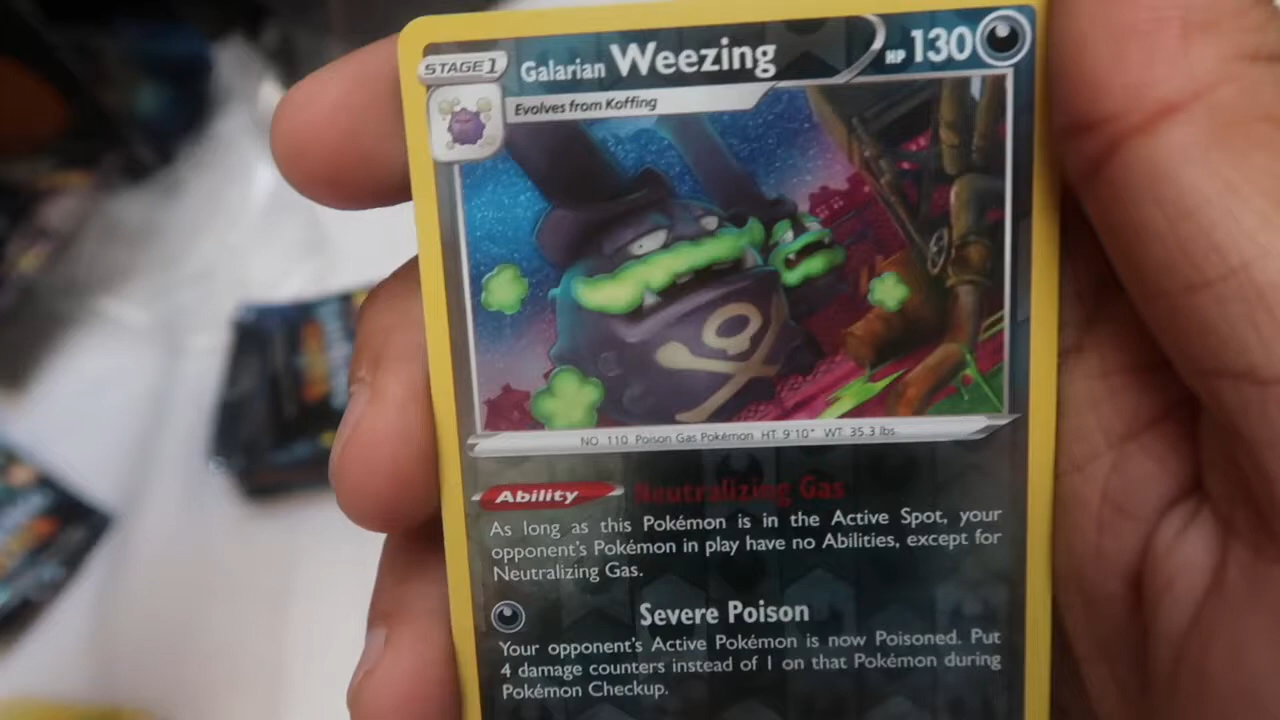 STAGE1
Galarian Weezing
HP 130
Evolves from Koffing
NO 110 Poison Gas Pokémon HT 9'10" WT 35.3 lbs
Ability Neutralizing Gas
As long as this Pokémon is in the Active Spot, your
opponent's Pokémon in play have no Abilities, except for
Neutralizing Gas.
Severe Poison
Your opponent's Active Pokémon is now Poisoned. Put
4 damage counters instead of 1 on that Pokémon during
Pokémon Checkup.